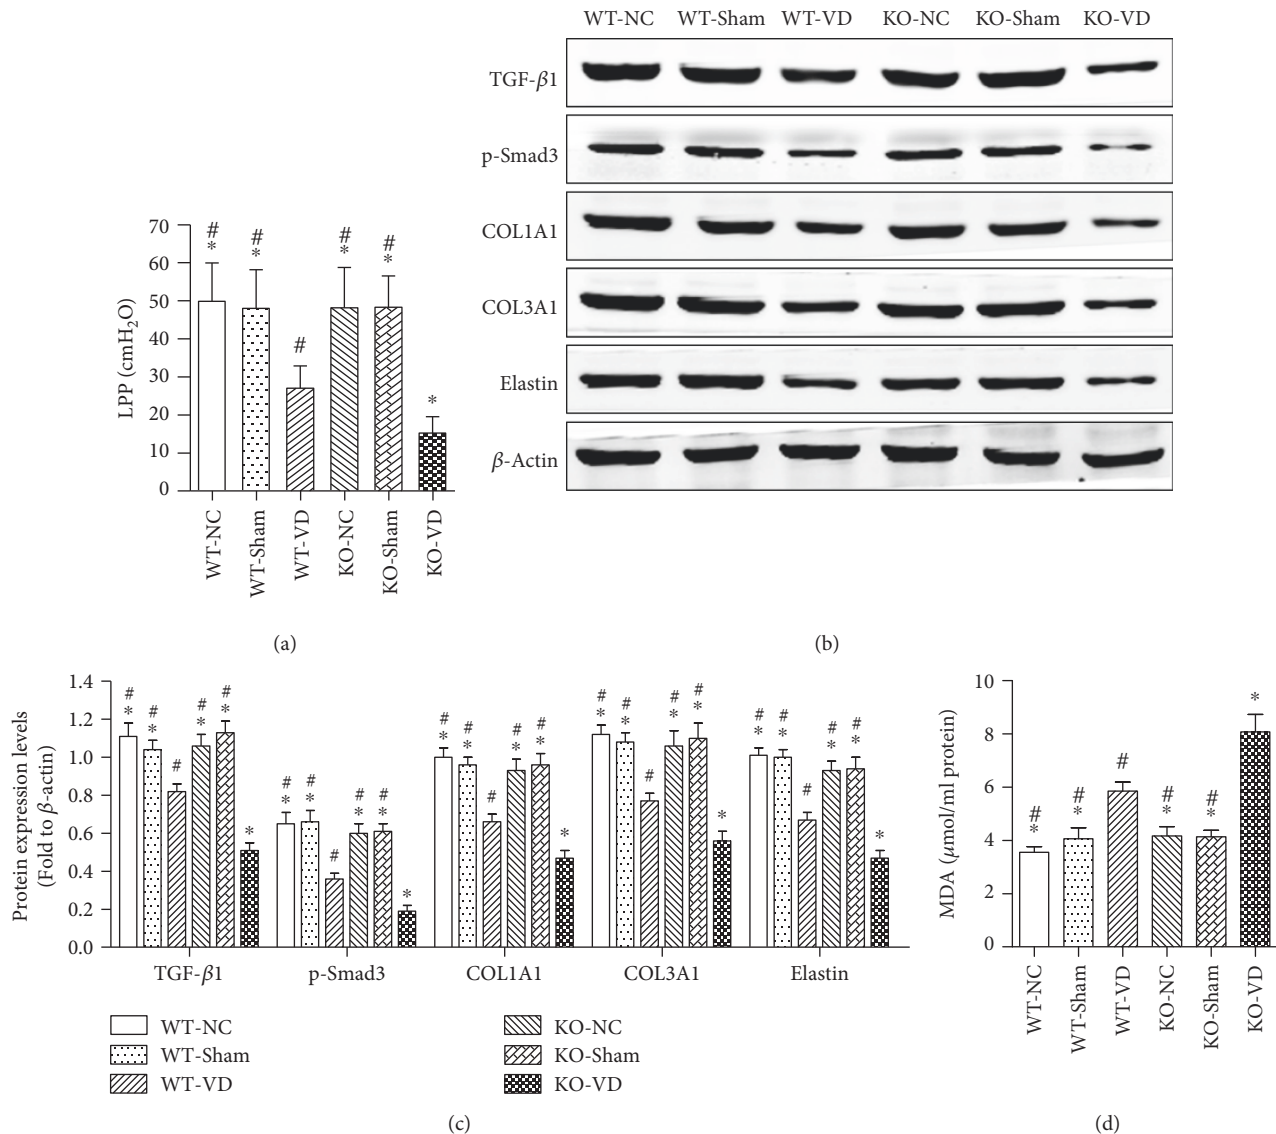 WT-NC WT-Sham WT-VD KO-NC KO-Sham KO-VD
TGF-β1
p-Smad3
COL1A1
COL3A1
Elastin
β-Actin
(b)
LPP (cmH₂O)
70
60
50
40
30
20
10
0
# # # # #
* * * * *
WT-NC
WT-Sham
WT-VD
KO-NC
KO-Sham
KO-VD
(a)
Protein expression levels
(Fold to β-actin)
1.4
1.2
1.0
0.8
0.6
0.4
0.2
0.0
# # # # #
* * * * *
# # # # #
* * * * *
# # # # #
* * * * *
# # # # #
* * * * *
# # # # #
* * * * *
TGF-β1 p-Smad3 COL1A1 COL3A1 Elastin
WT-NC
WT-Sham
WT-VD
KO-NC
KO-Sham
KO-VD
(c)
MDA (μmol/ml protein)
10
8
6
4
2
0
# # # # #
* * * * *
WT-NC
WT-Sham
WT-VD
KO-NC
KO-Sham
KO-VD
(d)